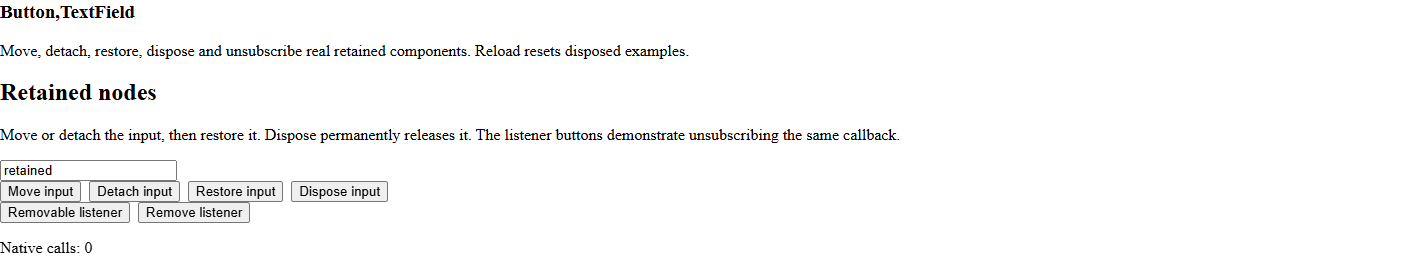 Button,TextField
Move, detach, restore, dispose and unsubscribe real retained components. Reload resets disposed examples.
Retained nodes
Move or detach the input, then restore it. Dispose permanently releases it. The listener buttons demonstrate unsubscribing the same callback.
retained
Move input Detach input Restore input Dispose input
Removable listener Remove listener
Native calls: 0